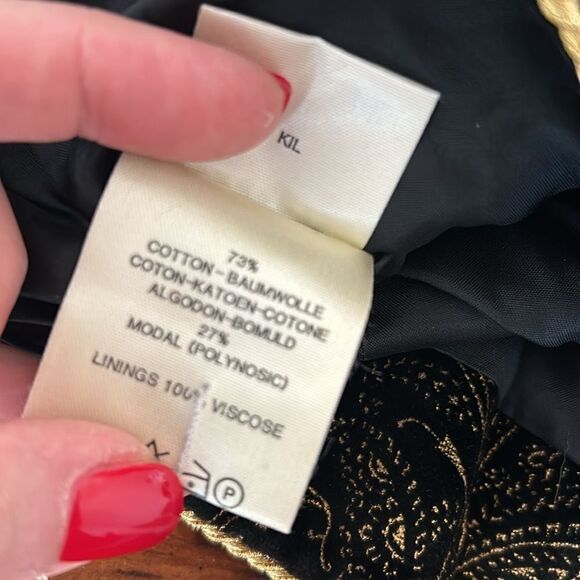 KIL
73%
COTTON-BAUMWOLLE
COTON-KATOEN-COTONE
ALGODON-BOMULD
27%
MODAL (POLYNOSIC)
LININGS 100% VISCOSE
P